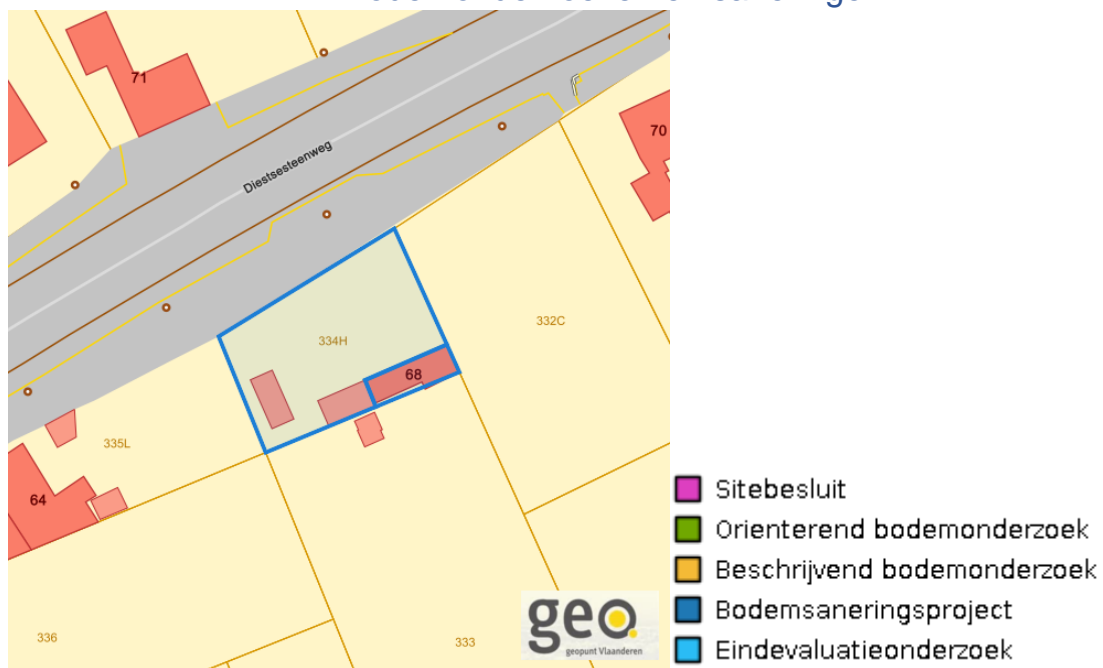 71
70
Diestsesteenweg
332C
334H
68
335L
64
336
333
geo
geopunt Vlaanderen
Sitebesluit
Orienterend bodemonderzoek
Beschrijvend bodemonderzoek
Bodemsaneringsproject
Eindevaluatieonderzoek